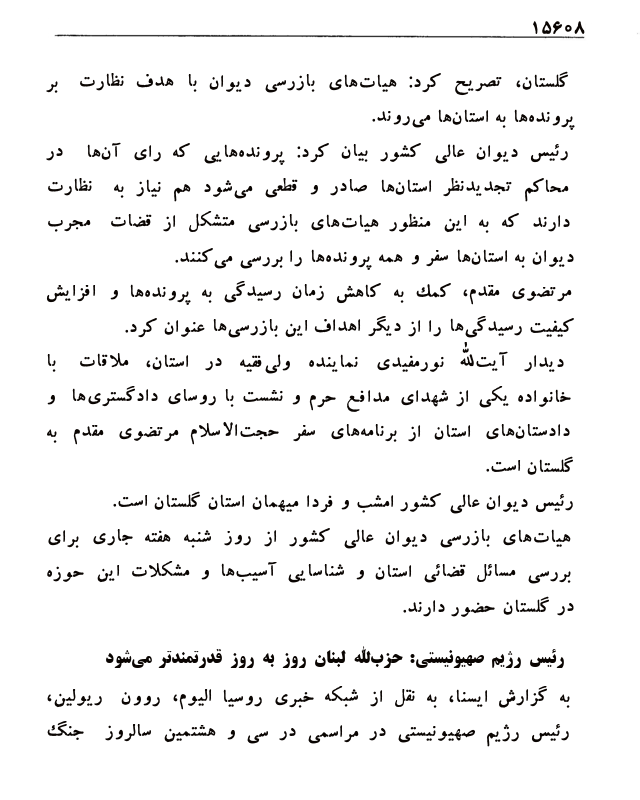 ۱۵۶۰۸
گلستان، تصریح کرد: هیات‌های بازرسی دیوان با هدف نظارت بر
پرونده‌ها به استان‌ها می‌روند.
رئیس دیوان عالی کشور بیان کرد: پرونده‌هایی که رای آن‌ها در
محاکم تجدیدنظر استان‌ها صادر و قطعی می‌شود هم نیاز به نظارت
دارند که به این منظور هیات‌های بازرسی متشکل از قضات مجرب
دیوان به استان‌ها سفر و همه پرونده‌ها را بررسی می‌کنند.
مرتضوی مقدم، کمك به کاهش زمان رسیدگی به پرونده‌ها و افزایش
کیفیت رسیدگی‌ها را از دیگر اهداف این بازرسی‌ها عنوان کرد.
دیدار آیت‌الله نورمفیدی نماینده ولی‌فقیه در استان، ملاقات با
خانواده یکی از شهدای مدافع حرم و نشست با روسای دادگستری‌ها و
دادستان‌های استان از برنامه‌های سفر حجت‌الاسلام مرتضوی مقدم به
گلستان است.
رئیس دیوان عالی کشور امشب و فردا میهمان استان گلستان است.
هیات‌های بازرسی دیوان عالی کشور از روز شنبه هفته جاری برای
بررسی مسائل قضائی استان و شناسایی آسیب‌ها و مشکلات این حوزه
در گلستان حضور دارند.
رئیس رژیم صهیونیستی: حزب‌الله لبنان روز به روز قدرتمندتر می‌شود
به گزارش ایسنا، به نقل از شبکه خبری روسیا الیوم، روون ریولین،
رئیس رژیم صهیونیستی در مراسمی در سی و هشتمین سالروز جنگ